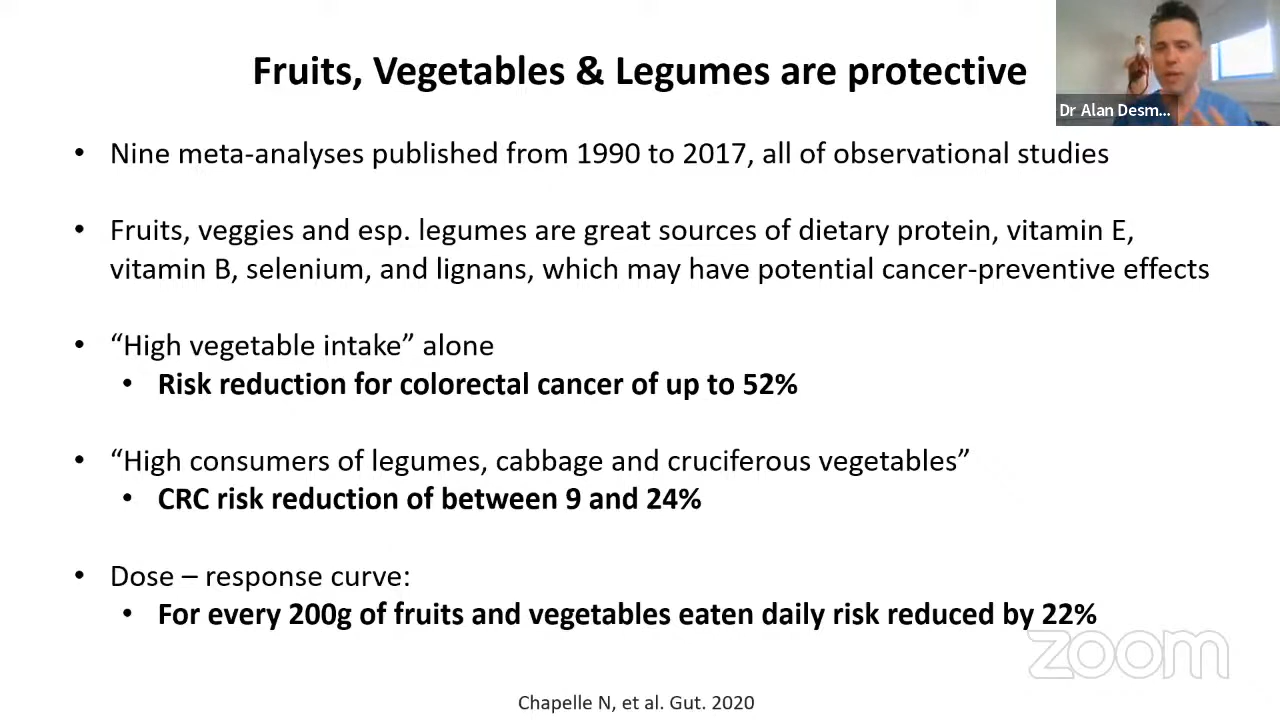 Fruits, Vegetables & Legumes are protective
Dr Alan Desm...
• Nine meta-analyses published from 1990 to 2017, all of observational studies
• Fruits, veggies and esp. legumes are great sources of dietary protein, vitamin E,
vitamin B, selenium, and lignans, which may have potential cancer-preventive effects
• “High vegetable intake” alone
• Risk reduction for colorectal cancer of up to 52%
• “High consumers of legumes, cabbage and cruciferous vegetables”
• CRC risk reduction of between 9 and 24%
• Dose – response curve:
• For every 200g of fruits and vegetables eaten daily risk reduced by 22%
zoom
Chapelle N, et al. Gut. 2020